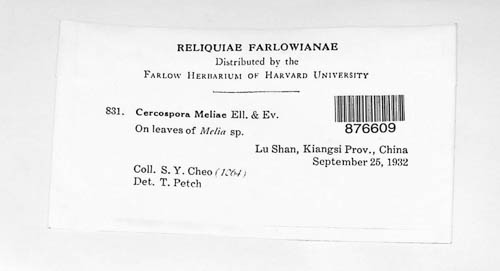 RELIQUIAE FARLOWIANAE
Distributed by the
FARLOW HERBARIUM OF HARVARD UNIVERSITY
831. Cercospora Meliae Ell. & Ev.
On leaves of Melia sp.
876609
Lu Shan, Kiangsi Prov., China
September 25, 1932
Coll. S. Y. Cheo (1264)
Det. T. Petch